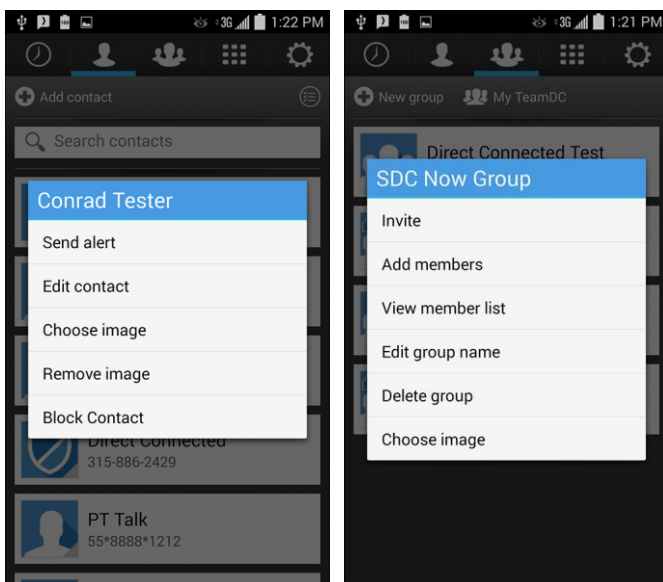 3G 1:22 PM
Add contact
Search contacts
Conrad Tester
Send alert
Edit contact
Choose image
Remove image
Block Contact
Direct Connected
315-886-2429
PT Talk
55*8888*1212
3G 1:21 PM
New group My TeamDC
Direct Connected Test
SDC Now Group
Invite
Add members
View member list
Edit group name
Delete group
Choose image